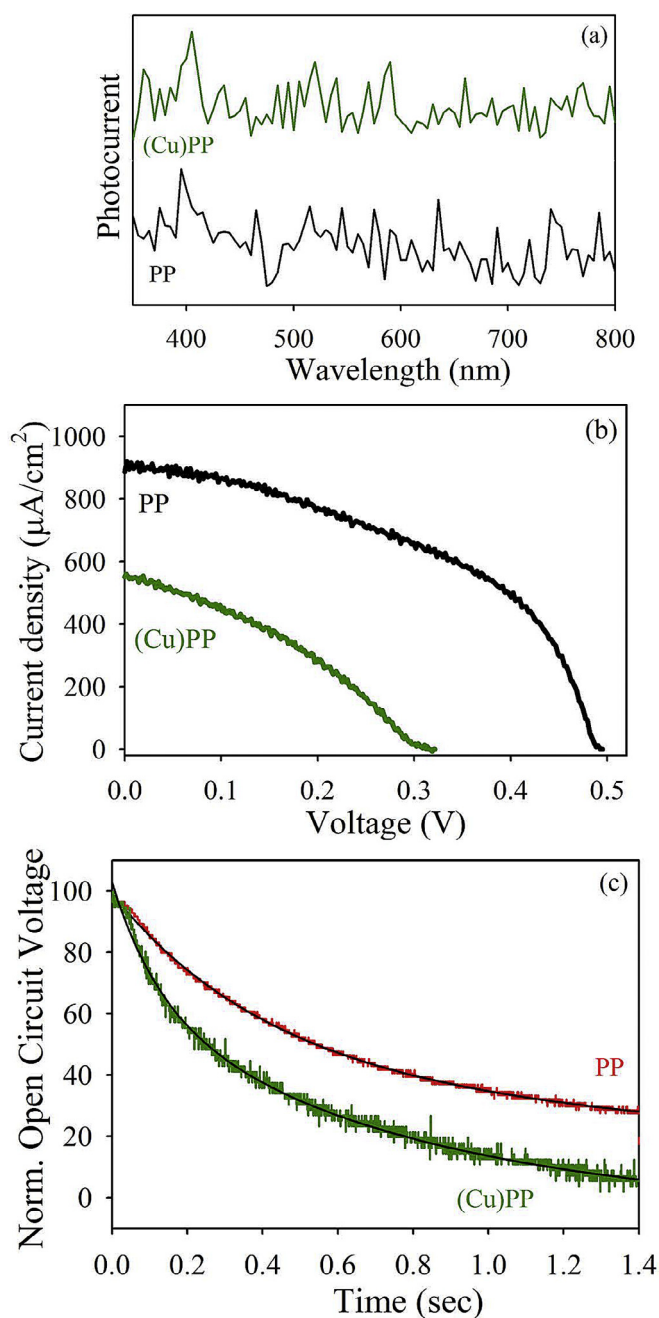 (a)
Photocurrent
(Cu)PP
PP
400 500 600 700 800
Wavelength (nm)
(b)
Current density (μA/cm²)
1000
800
600
400
200
0
PP
(Cu)PP
0.0 0.1 0.2 0.3 0.4 0.5
Voltage (V)
(c)
Norm. Open Circuit Voltage
100
80
60
40
20
0
PP
(Cu)PP
0.0 0.2 0.4 0.6 0.8 1.0 1.2 1.4
Time (sec)